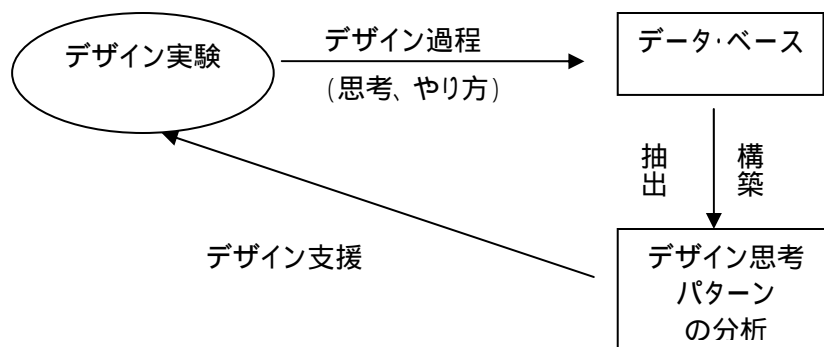 デザイン実験
デザイン過程
(思考、やり方)
データ・ベース
抽出
構築
デザイン思考
パターン
の分析
デザイン支援